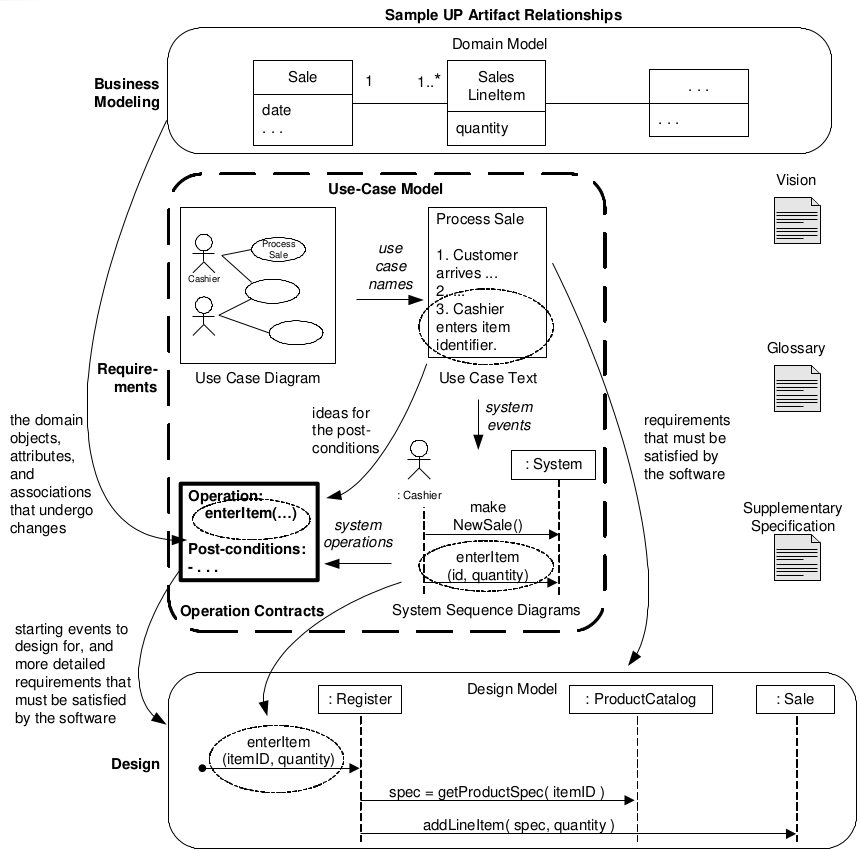 Sample UP Artifact Relationships
Domain Model
Business
Modeling
Sale
date
. . .
1
1..*
Sales
LineItem
quantity
. . .
. . .
Use-Case Model
Vision
Process
Sale
Cashier
Use Case Diagram
use
case
names
Process Sale
1. Customer
arrives ...
2. ...
3. Cashier
enters item
identifier.
Use Case Text
Glossary
Require-
ments
the domain
objects,
attributes,
and
associations
that undergo
changes
ideas for
the post-
conditions
system
events
requirements
that must be
satisfied by
the software
: Cashier
: System
make
NewSale()
enterItem
(id, quantity)
Operation:
enterItem(…)
Post-conditions:
- . . .
system
operations
Supplementary
Specification
Operation Contracts
System Sequence Diagrams
starting events to
design for, and
more detailed
requirements that
must be satisfied
by the software
Design Model
: Register
: ProductCatalog
: Sale
Design
enterItem
(itemID, quantity)
spec = getProductSpec( itemID )
addLineItem( spec, quantity )